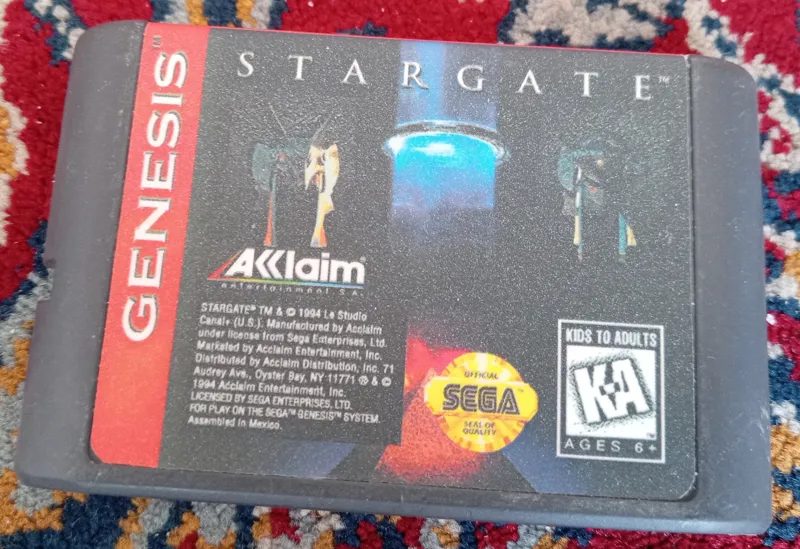 GENESIS™
STARGATE™
AKKlaim
entertainment S.A.
STARGATE™ TM & © 1994 Le Studio
Canal+ (U.S.); Manufactured by Acclaim
under license from Sega Enterprises, Ltd.
Marketed by Acclaim Entertainment, Inc.
Distributed by Acclaim Distribution, Inc. 71
Audrey Ave., Oyster Bay, NY 11771 ® & ©
1994 Acclaim Entertainment, Inc.
LICENSED BY SEGA ENTERPRISES, LTD.
FOR PLAY ON THE SEGA™ GENESIS™ SYSTEM.
Assembled in Mexico.
OFFICIAL
SEGA
SEAL OF
QUALITY
KIDS TO ADULTS
K-A
™
AGES 6+